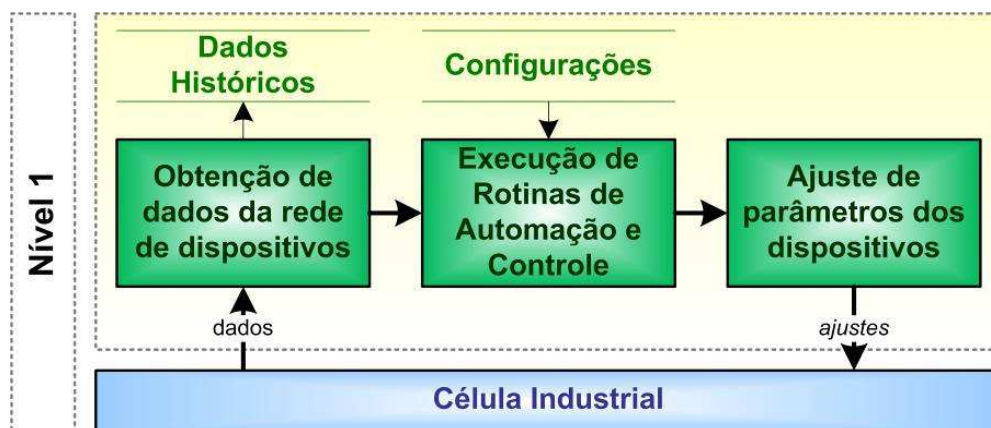 Nível 1
Dados
Históricos
Configurações
Obtenção de
dados da rede
de dispositivos
Execução de
Rotinas de
Automação e
Controle
Ajuste de
parâmetros dos
dispositivos
dados
ajustes
Célula Industrial